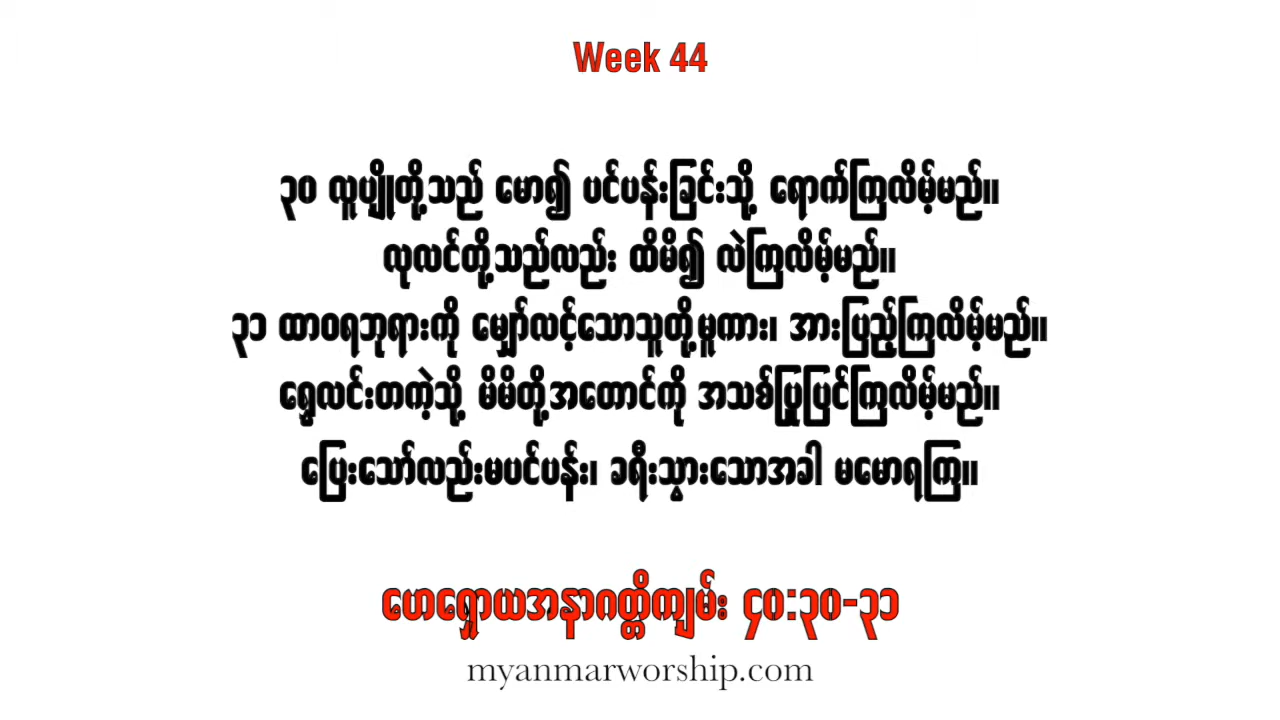 Week 44
၃၀ လူပျိုတို့သည် မော၍ ပင်ပန်းခြင်းသို့ ရောက်ကြလိမ့်မည်။
လုလင်တို့သည်လည်း ထိမိ၍ လဲကြလိမ့်မည်။
၃၁ ထာဝရဘုရားကို မျှော်လင့်သောသူတို့မူကား၊ အားပြည့်ကြလိမ့်မည်။
ရွှေလင်းတကဲ့သို့ မိမိတို့အတောင်ကို အသစ်ပြုပြင်ကြလိမ့်မည်။
ပြေးသော်လည်းမပင်ပန်း၊ ခရီးသွားသောအခါ မမောရကြ။
ဟေရှောယအနာဂတ္တိကျမ်း ၄၀:၃၀-၃၁
myanmarworship.com